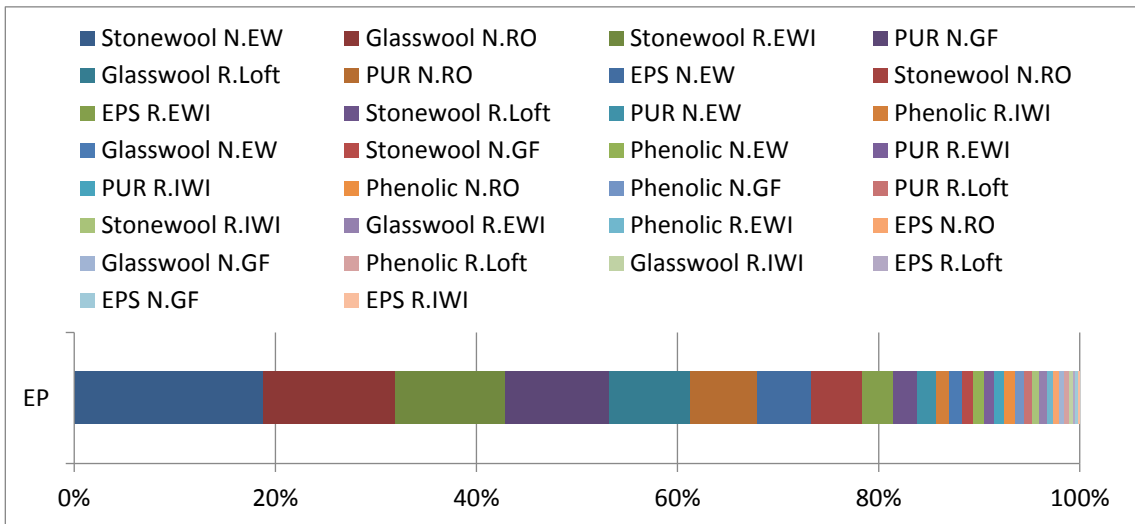 Stonewool N.EW Glasswool N.RO Stonewool R.EWI PUR N.GF
Glasswool R.Loft PUR N.RO EPS N.EW Stonewool N.RO
EPS R.EWI Stonewool R.Loft PUR N.EW Phenolic R.IWI
Glasswool N.EW Stonewool N.GF Phenolic N.EW PUR R.EWI
PUR R.IWI Phenolic N.RO Phenolic N.GF PUR R.Loft
Stonewool R.IWI Glasswool R.EWI Phenolic R.EWI EPS N.RO
Glasswool N.GF Phenolic R.Loft Glasswool R.IWI EPS R.Loft
EPS N.GF EPS R.IWI
EP
0% 20% 40% 60% 80% 100%